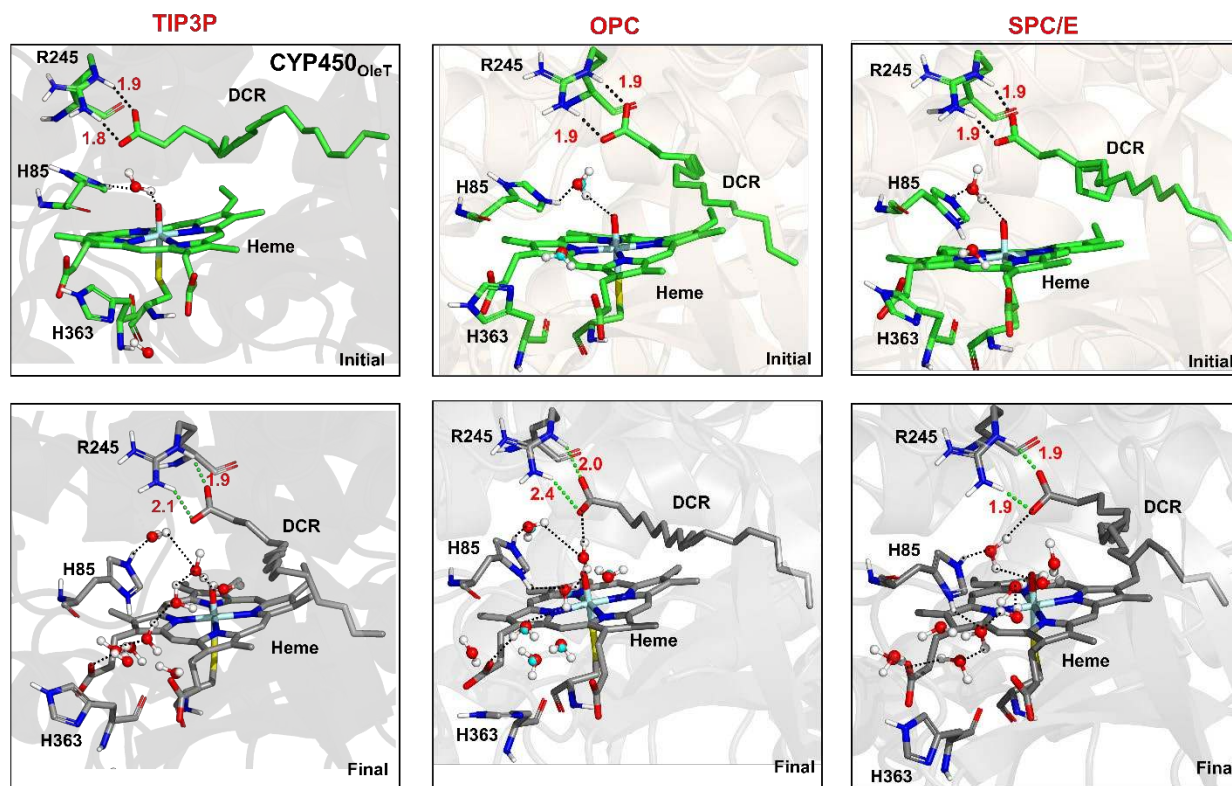 TIP3P
OPC
SPC/E
R245
1.9
CYP450OleT
DCR
1.8
H85
Heme
H363
Initial
R245
1.9
1.9
DCR
H85
Heme
H363
Initial
R245
1.9
1.9
DCR
H85
Heme
H363
Initial
R245
1.9
2.1
DCR
H85
Heme
H363
Final
R245
2.0
2.4
DCR
H85
Heme
H363
Final
R245
1.9
1.9
DCR
H85
Heme
H363
Final